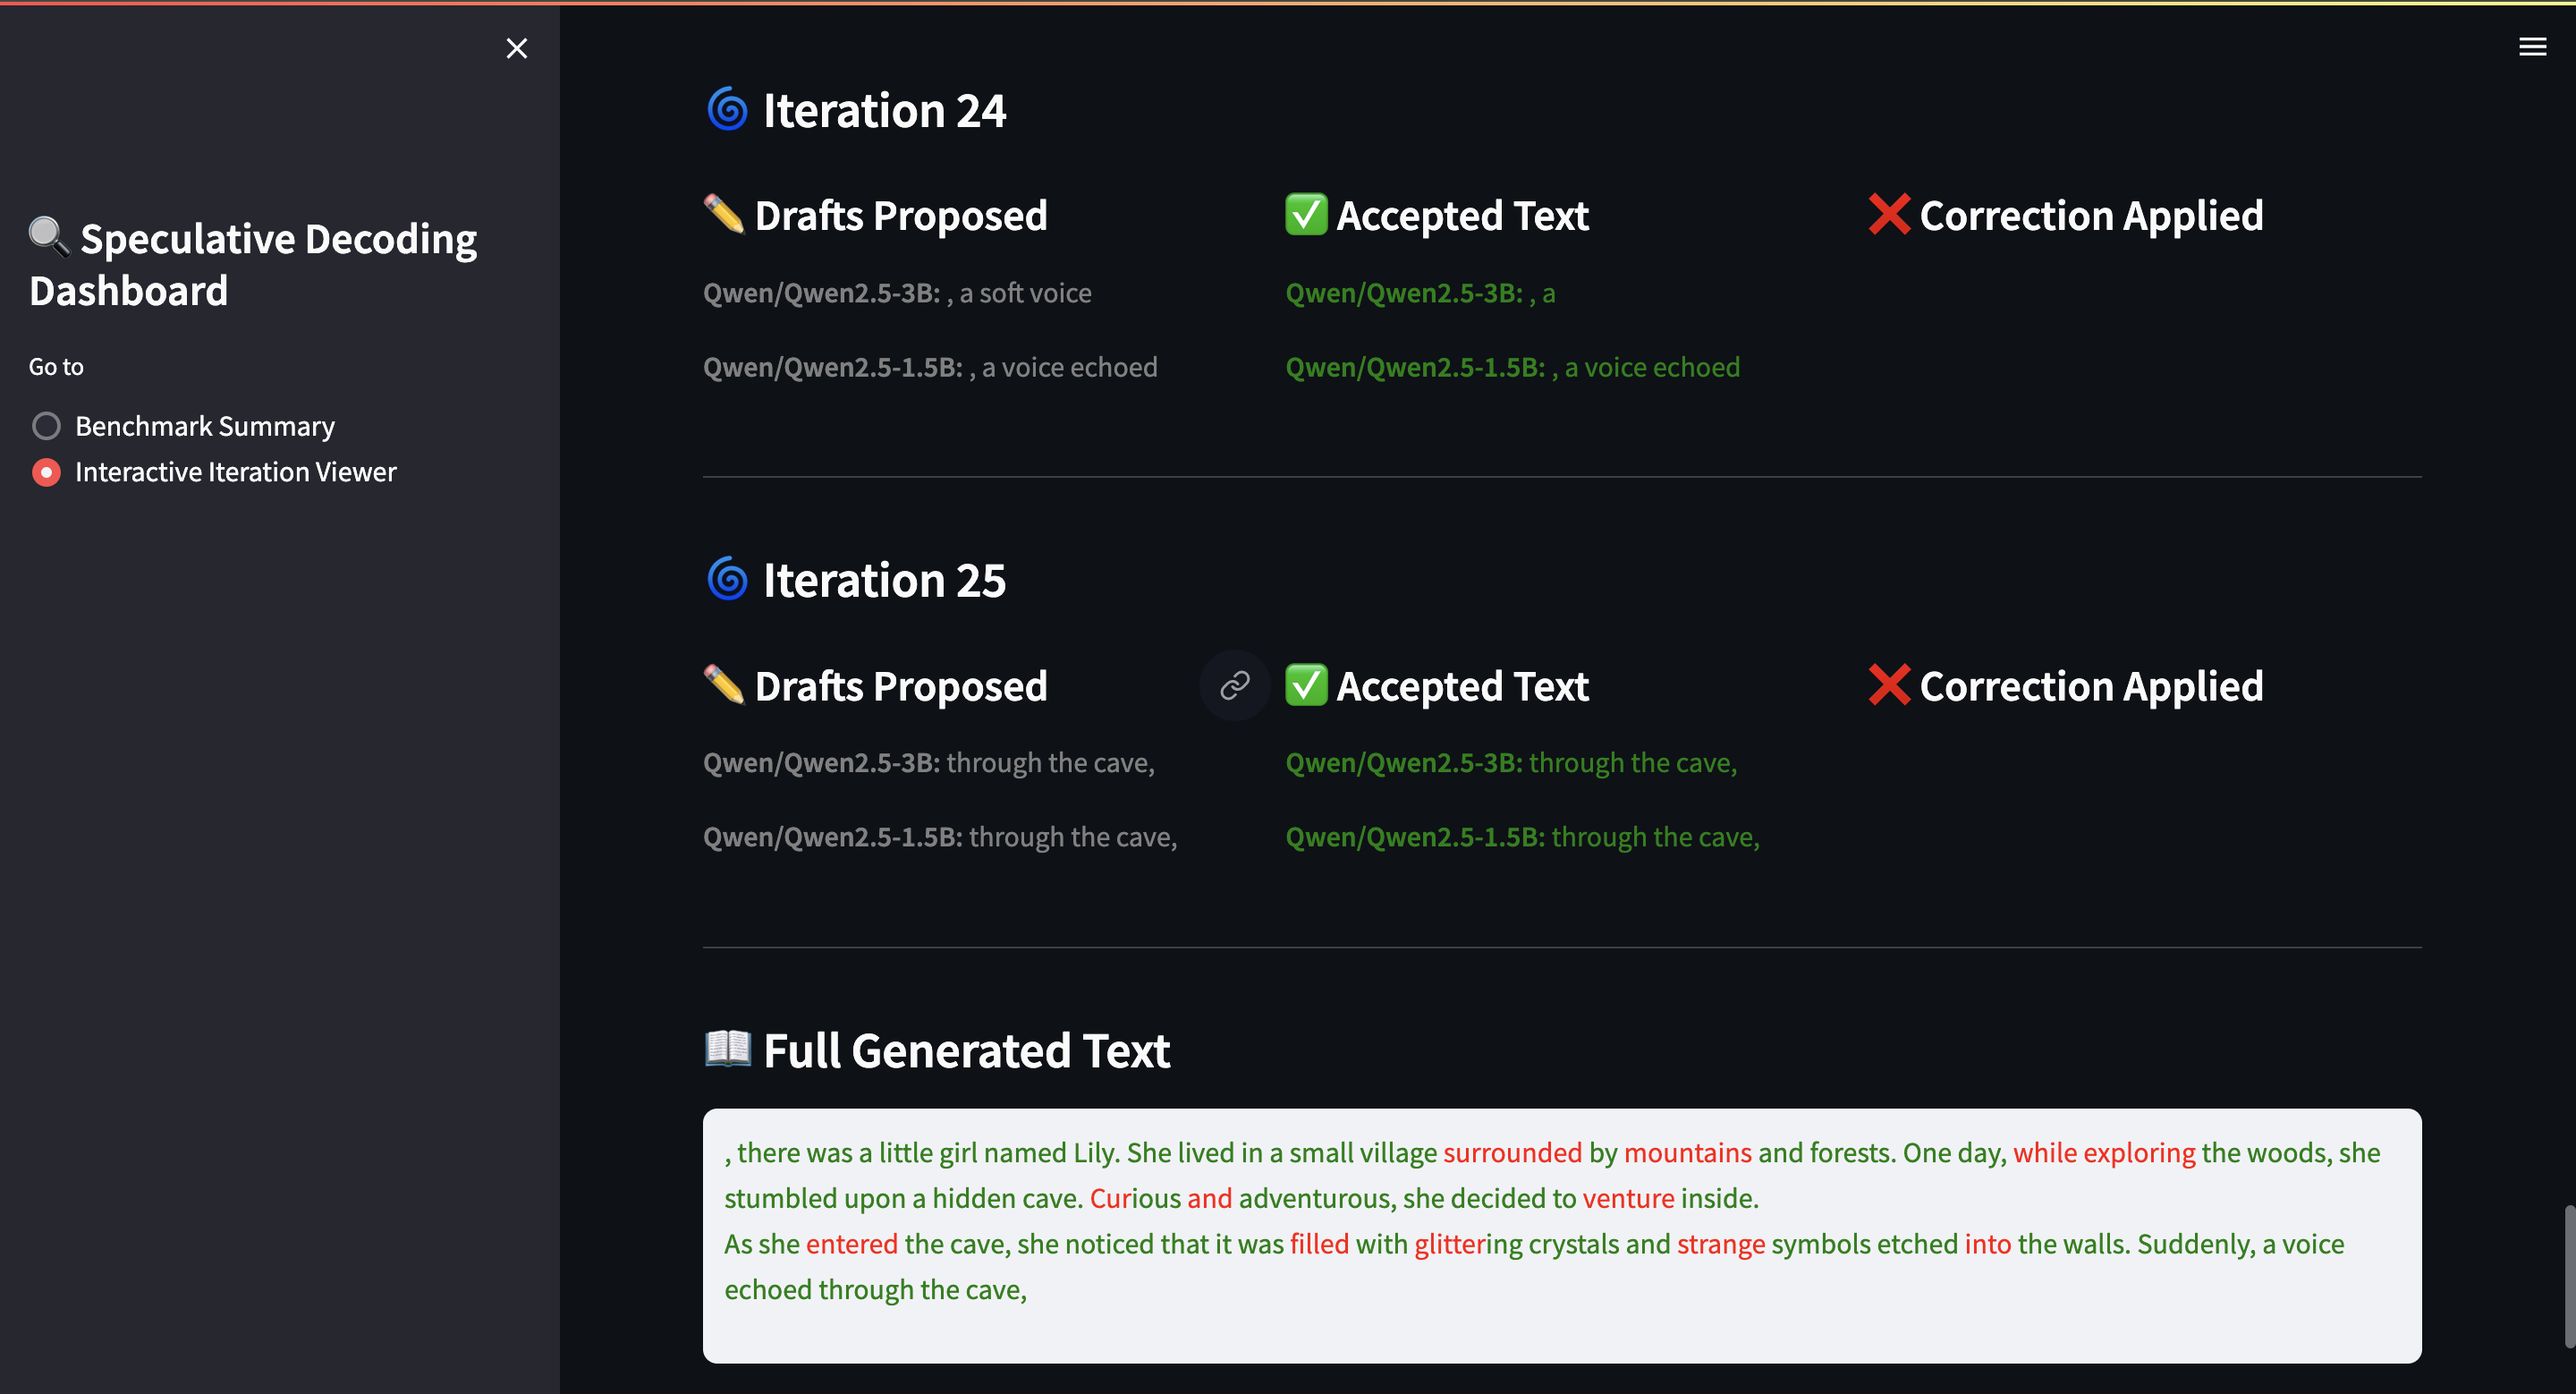 Speculative Decoding
Dashboard
Go to
Benchmark Summary
Interactive Iteration Viewer
Iteration 24
Drafts Proposed
Qwen/Qwen2.5-3B: , a soft voice
Qwen/Qwen2.5-1.5B: , a voice echoed
Accepted Text
Qwen/Qwen2.5-3B: , a
Qwen/Qwen2.5-1.5B: , a voice echoed
Correction Applied
Iteration 25
Drafts Proposed
Qwen/Qwen2.5-3B: through the cave,
Qwen/Qwen2.5-1.5B: through the cave,
Accepted Text
Qwen/Qwen2.5-3B: through the cave,
Qwen/Qwen2.5-1.5B: through the cave,
Correction Applied
Full Generated Text
, there was a little girl named Lily. She lived in a small village surrounded by mountains and forests. One day, while exploring the woods, she
stumbled upon a hidden cave. Curious and adventurous, she decided to venture inside.
As she entered the cave, she noticed that it was filled with glittering crystals and strange symbols etched into the walls. Suddenly, a voice
echoed through the cave,